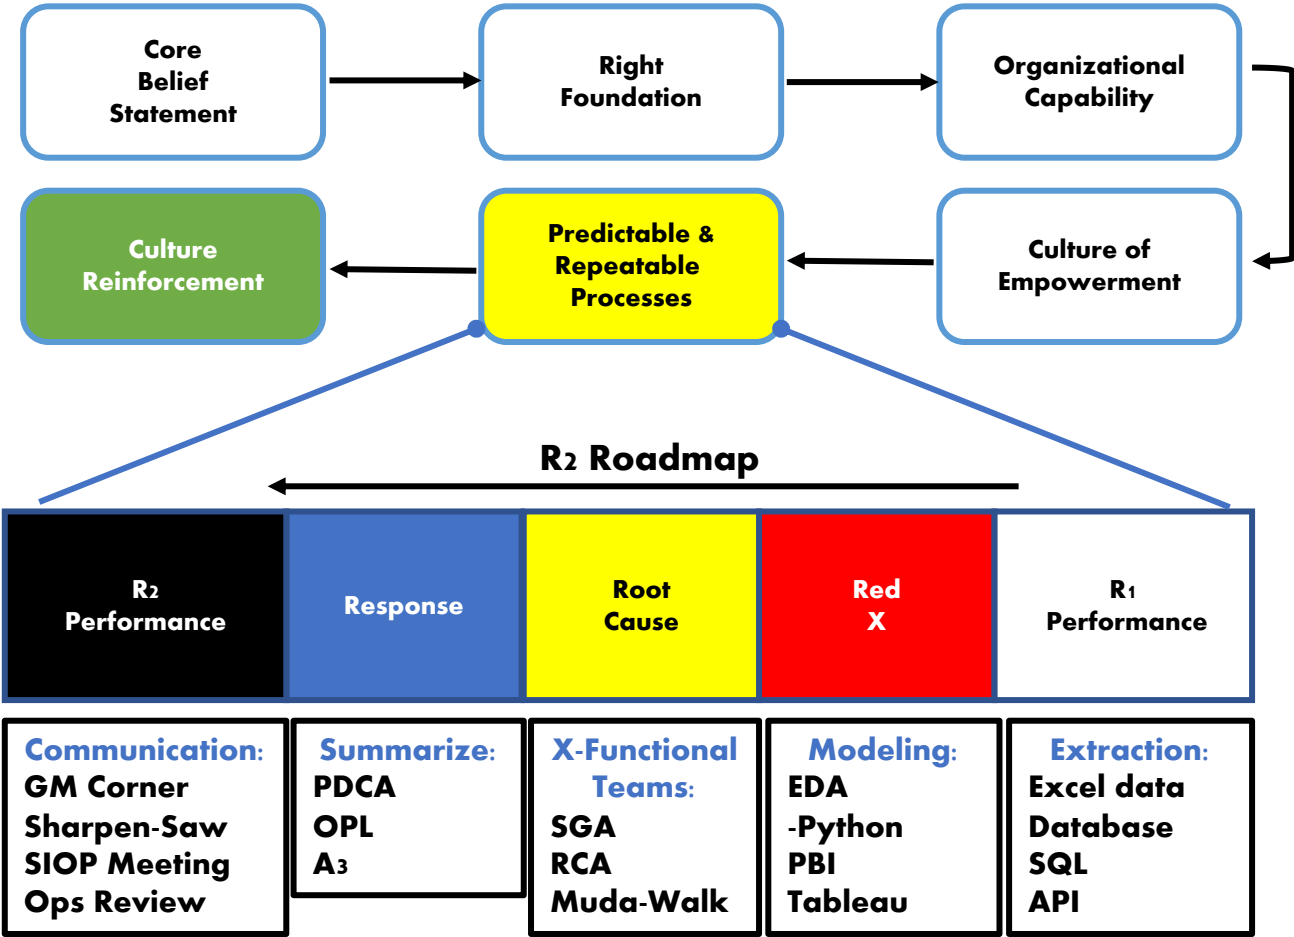 Core
Belief
Statement
Right
Foundation
Organizational
Capability
Culture
Reinforcement
Predictable &
Repeatable
Processes
Culture of
Empowerment
R2 Roadmap
R2
Performance
Response
Root
Cause
Red
X
R1
Performance
Communication:
GM Corner
Sharpen-Saw
SIOP Meeting
Ops Review
Summarize:
PDCA
OPL
A3
X-Functional
Teams:
SGA
RCA
Muda-Walk
Modeling:
EDA
-Python
PBI
Tableau
Extraction:
Excel data
Database
SQL
API